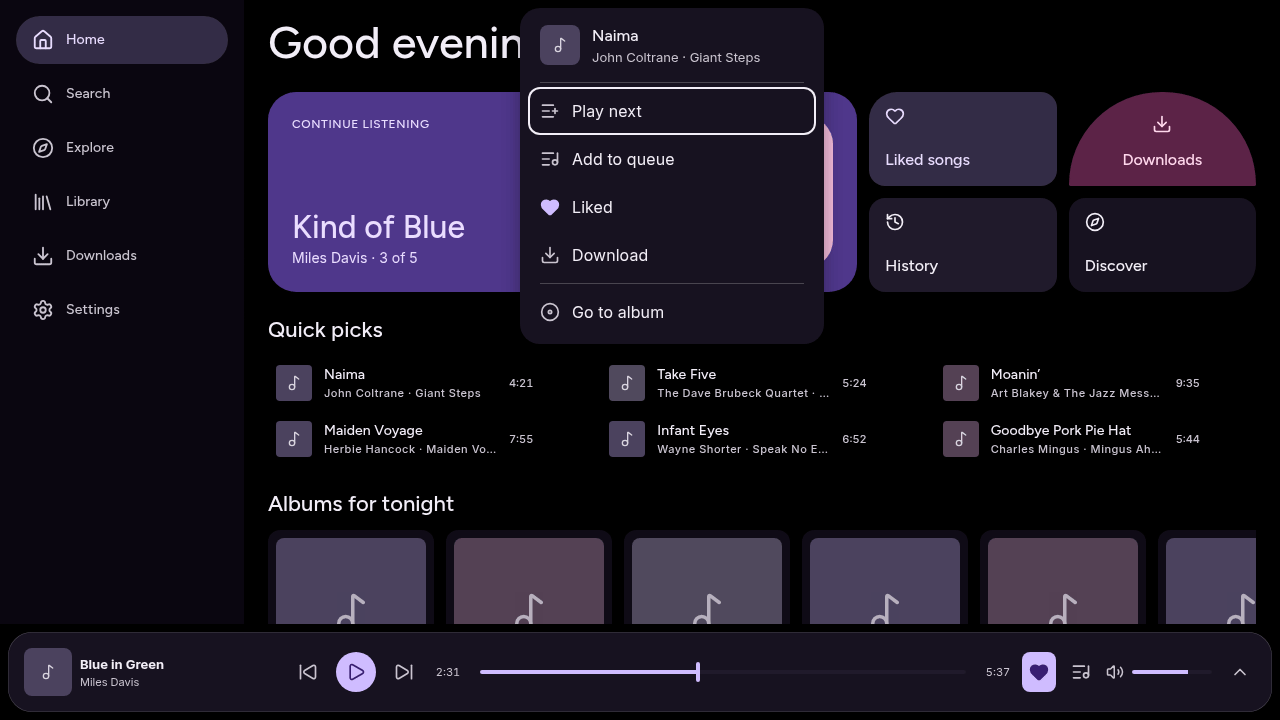 Home
Search
Explore
Library
Downloads
Settings
Good evenin
CONTINUE LISTENING
Kind of Blue
Miles Davis · 3 of 5
Liked songs
Downloads
History
Discover
Naima
John Coltrane · Giant Steps
Play next
Add to queue
Liked
Download
Go to album
Quick picks
Naima
John Coltrane · Giant Steps
4:21
Take Five
The Dave Brubeck Quartet · ...
5:24
Moanin’
Art Blakey & The Jazz Mess...
9:35
Maiden Voyage
Herbie Hancock · Maiden Vo...
7:55
Infant Eyes
Wayne Shorter · Speak No E...
6:52
Goodbye Pork Pie Hat
Charles Mingus · Mingus Ah...
5:44
Albums for tonight
Blue in Green
Miles Davis
2:31
5:37